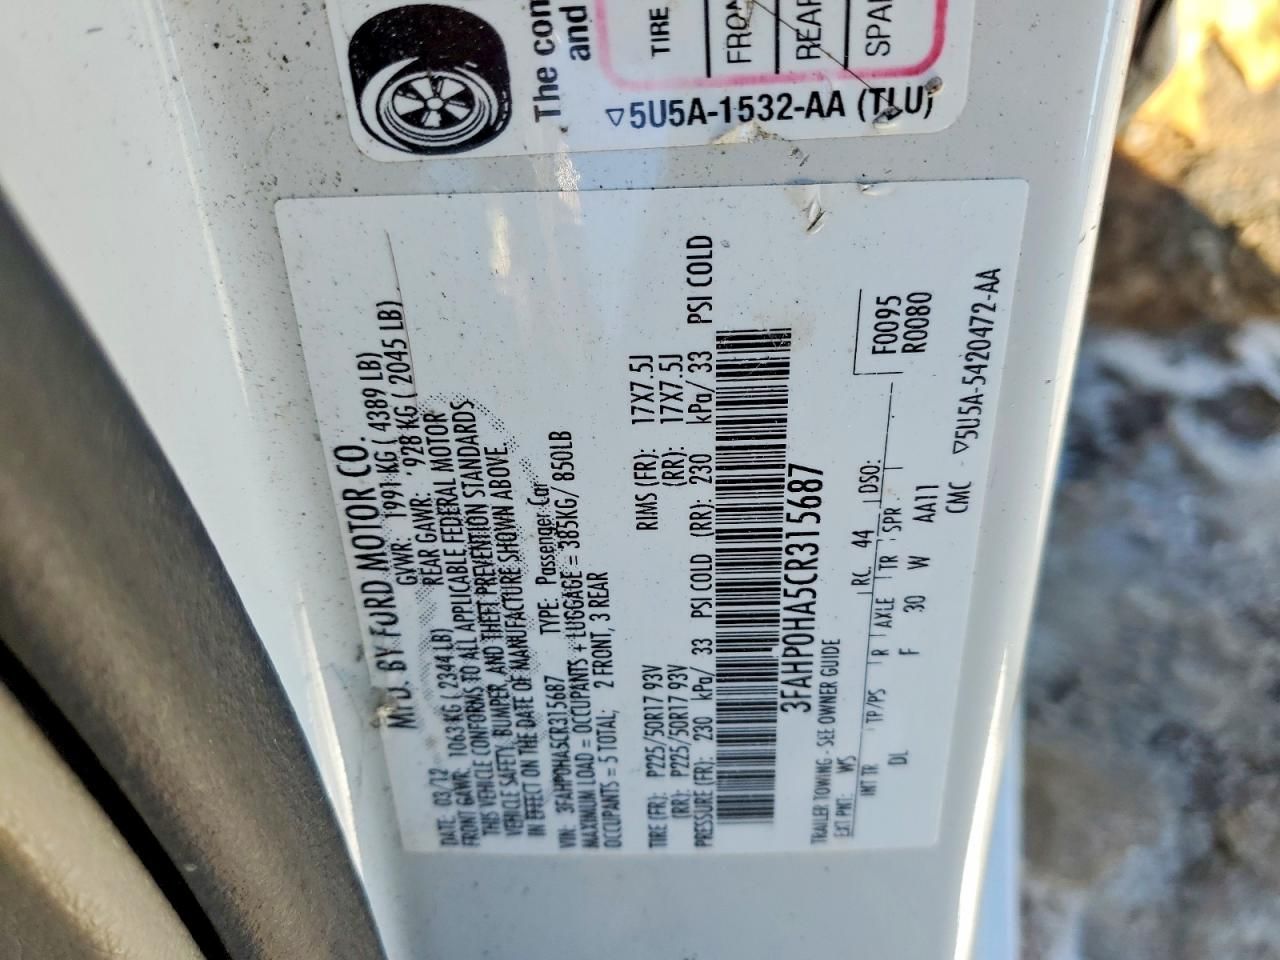 The con
and
TIRE
FRON
REAR
SPAR
▽5U5A-1532-AA (TLU)
MFD. BY FORD MOTOR CO.
DATE: 03/12 GVWR: 1991 KG ( 4389 LB)
FRONT GAWR: 1063 KG ( 2344 LB) REAR GAWR: 928 KG ( 2045 LB)
THIS VEHICLE CONFORMS TO ALL APPLICABLE FEDERAL MOTOR
VEHICLE SAFETY, BUMPER, AND THEFT PREVENTION STANDARDS
IN EFFECT ON THE DATE OF MANUFACTURE SHOWN ABOVE.
VIN: 3FAHP0HA5CR315687 TYPE: Passenger Car
MAXIMUM LOAD = OCCUPANTS + LUGGAGE = 385KG/ 850LB
OCCUPANTS = 5 TOTAL; 2 FRONT, 3 REAR
TIRE (FR): P225/50R17 93V RIMS (FR): 17X7.5J
(RR): P225/50R17 93V (RR): 17X7.5J
PRESSURE (FR): 230 kPa/ 33 PSI COLD (RR): 230 kPa/ 33 PSI COLD
3FAHP0HA5CR315687
TRAILER TOWING - SEE OWNER GUIDE
EXT PNT: WS RC: 44 DSO: F0095
INT TR TP/PS R AXLE TR SPR R0080
DL F 30 W AA11
CMC - ▽5U5A-5420472-AA